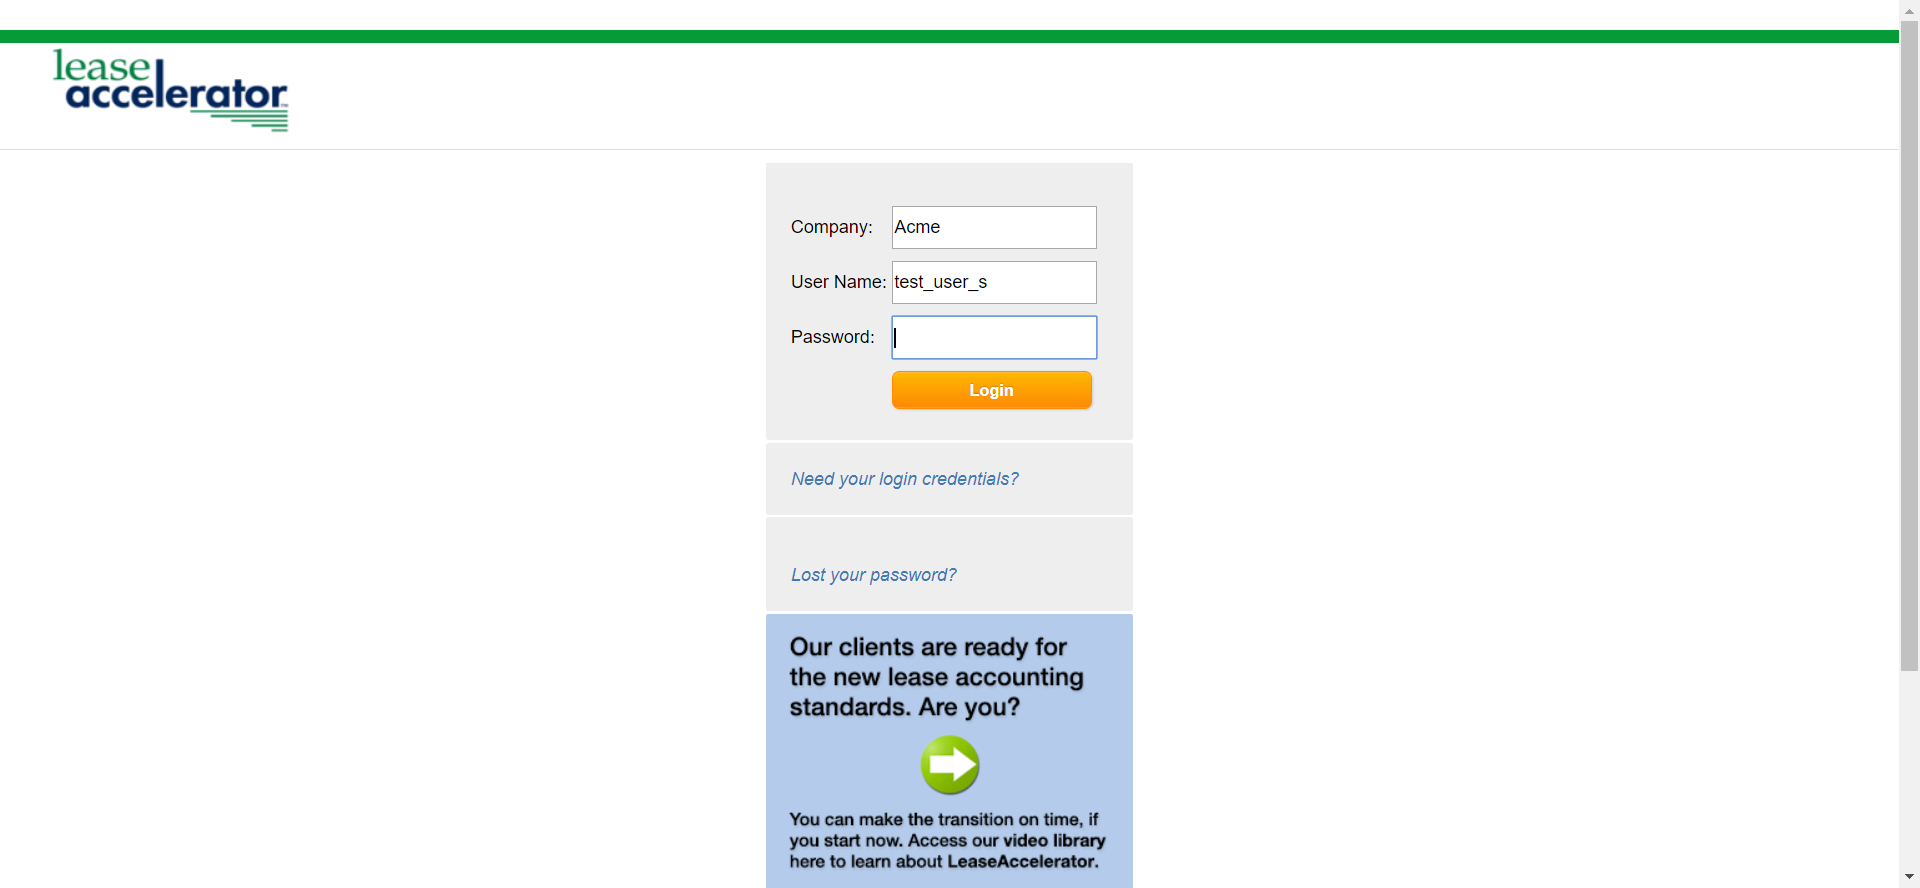 lease
accelerator™
Company: Acme
User Name: test_user_s
Password:
Login
Need your login credentials?
Lost your password?
Our clients are ready for
the new lease accounting
standards. Are you?
You can make the transition on time, if
you start now. Access our video library
here to learn about LeaseAccelerator.